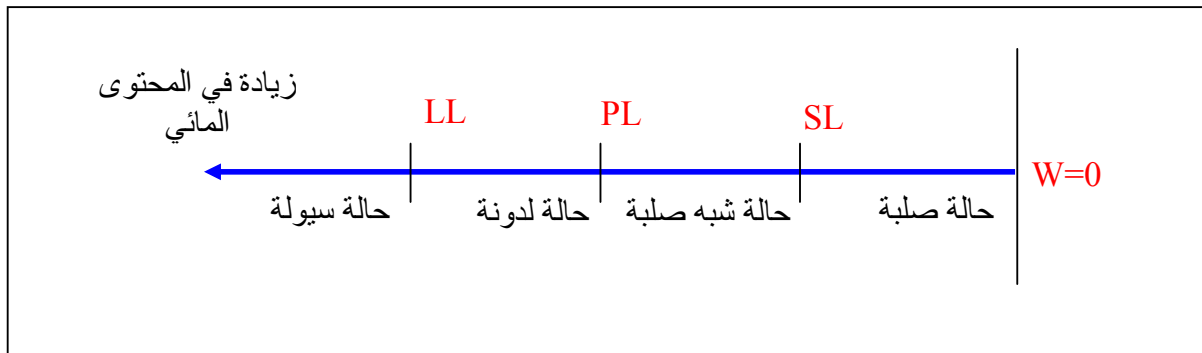 زيادة في المحتوى
المائي
LL
PL
SL
W=0
حالة سيولة
حالة لدونة
حالة شبه صلبة
حالة صلبة